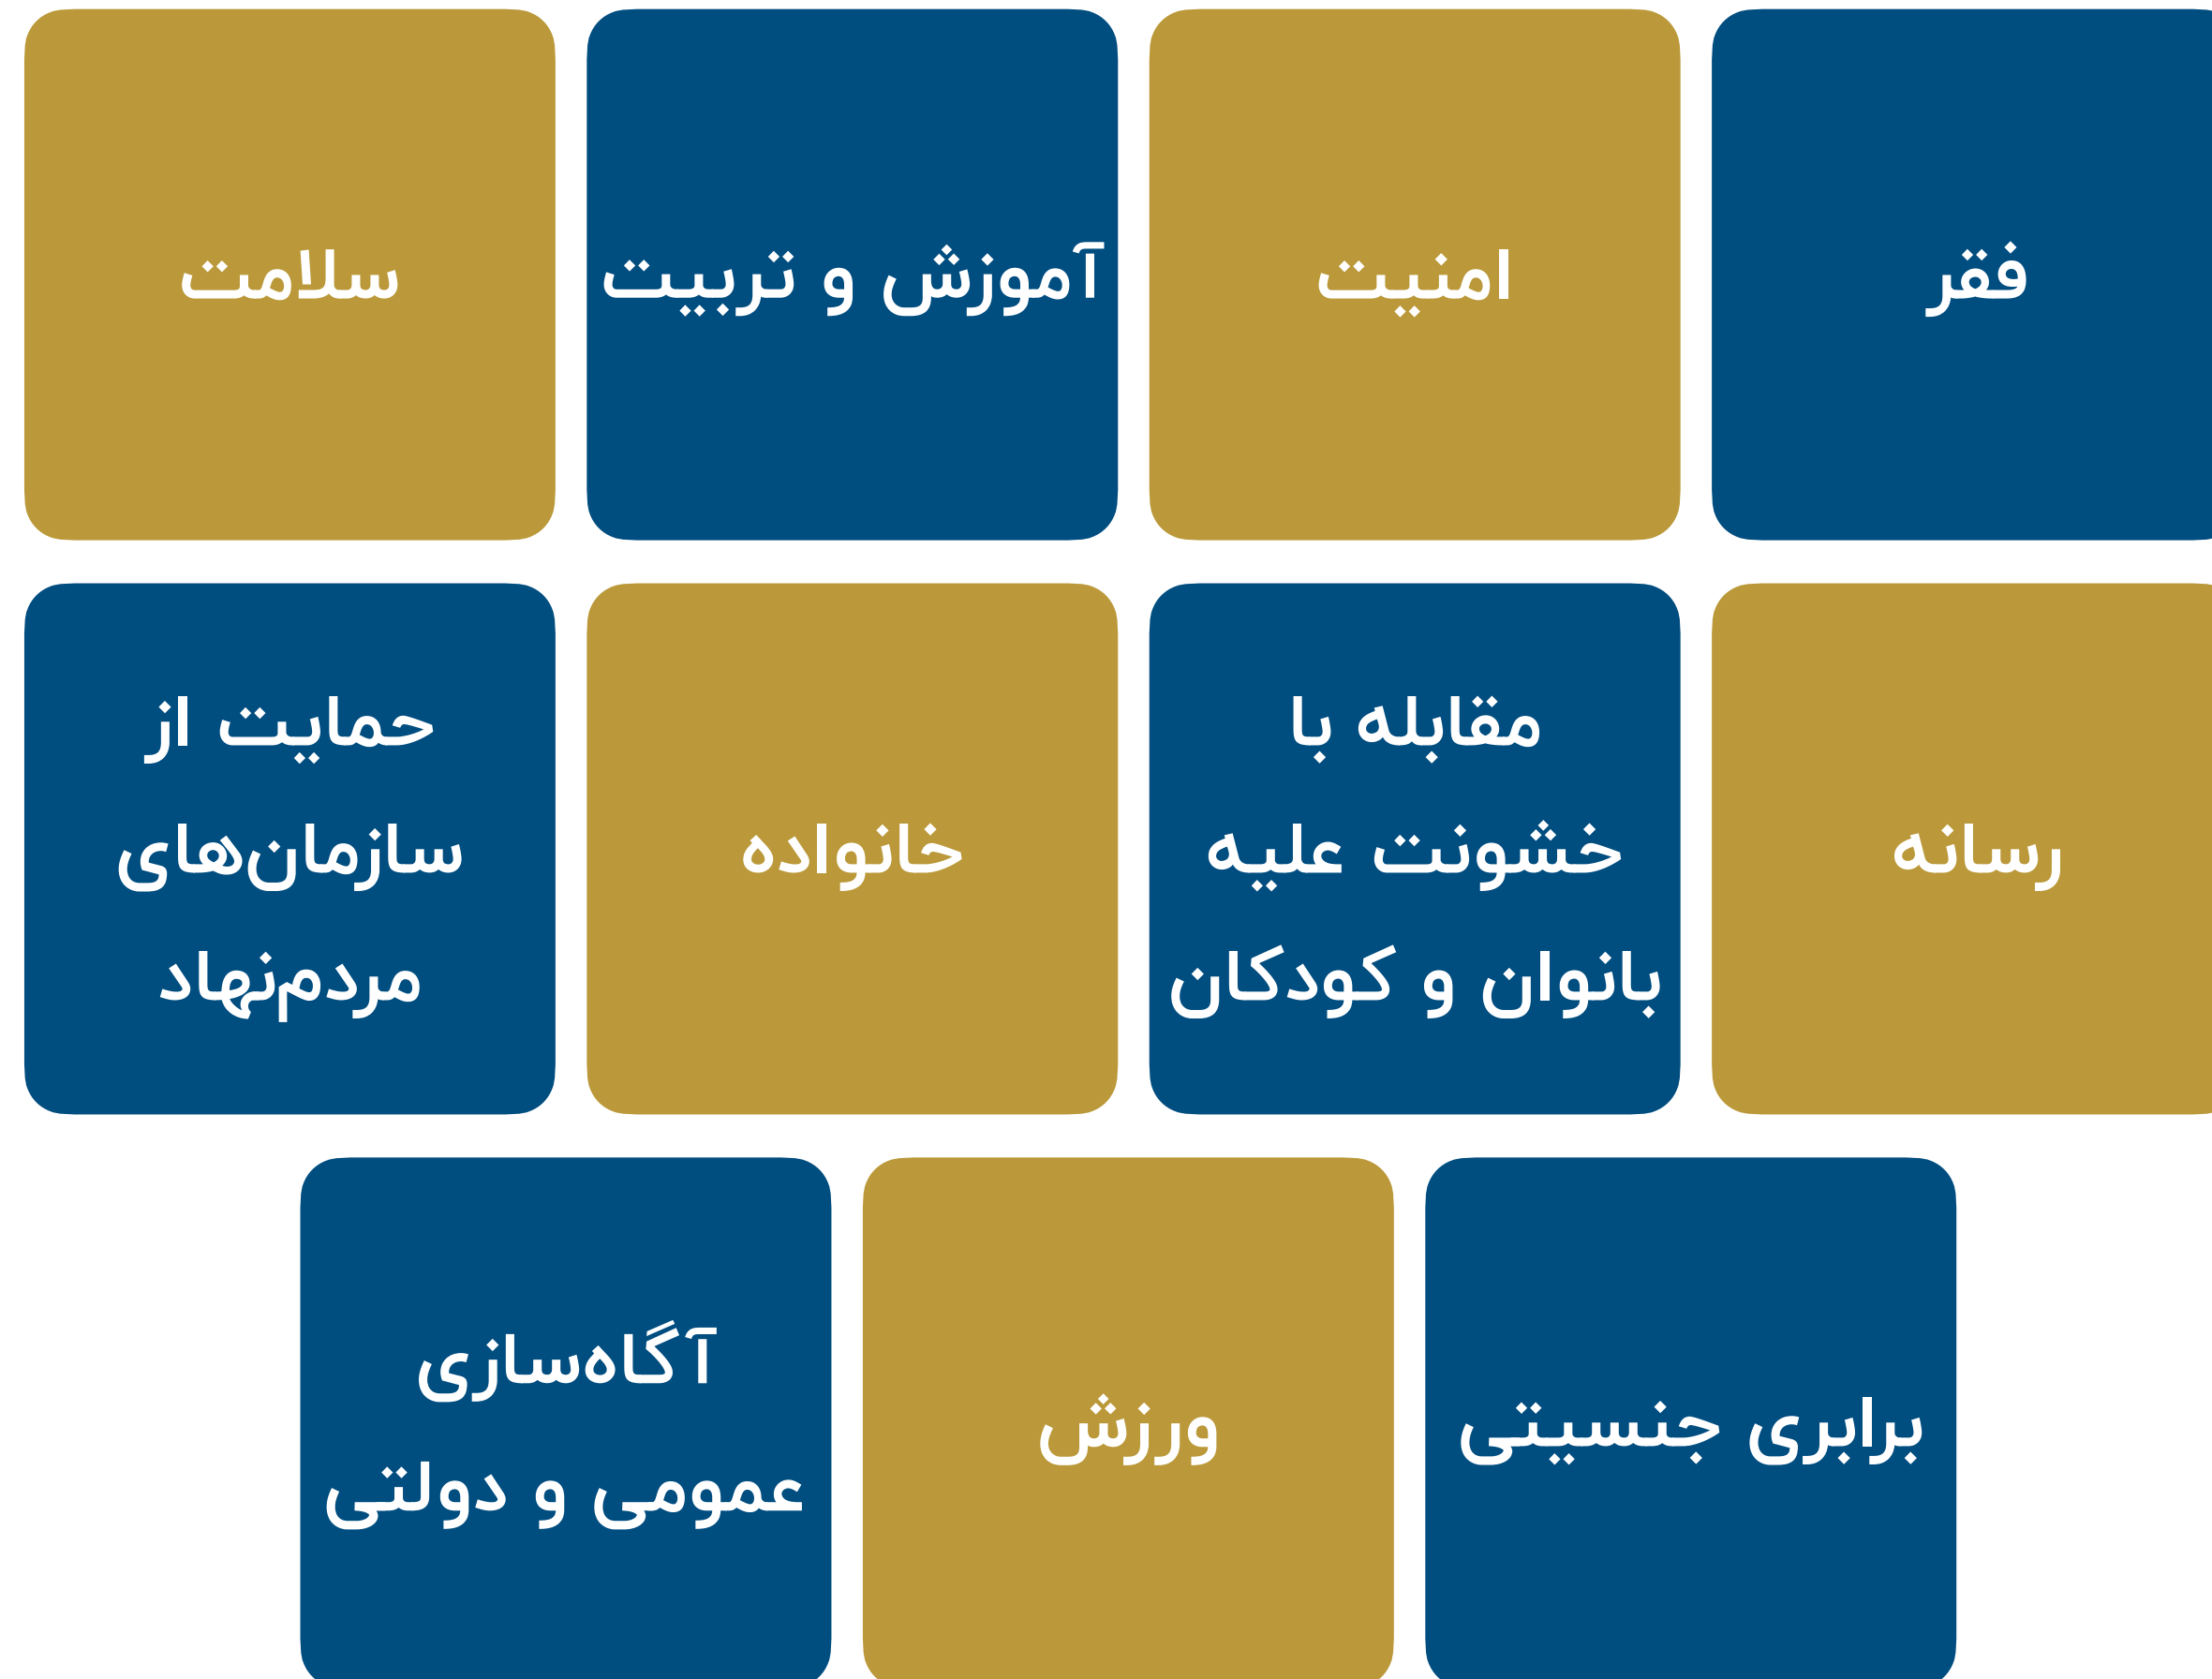 فقر
امنیت
آموزش و تربیت
سلامت
رسانه
مقابله با
خشونت علیه
بانوان و کودکان
خانواده
حمایت از
سازمان‌های
مردم‌نهاد
برابری جنسیتی
ورزش
آگاه‌سازی
عمومی و دولتی